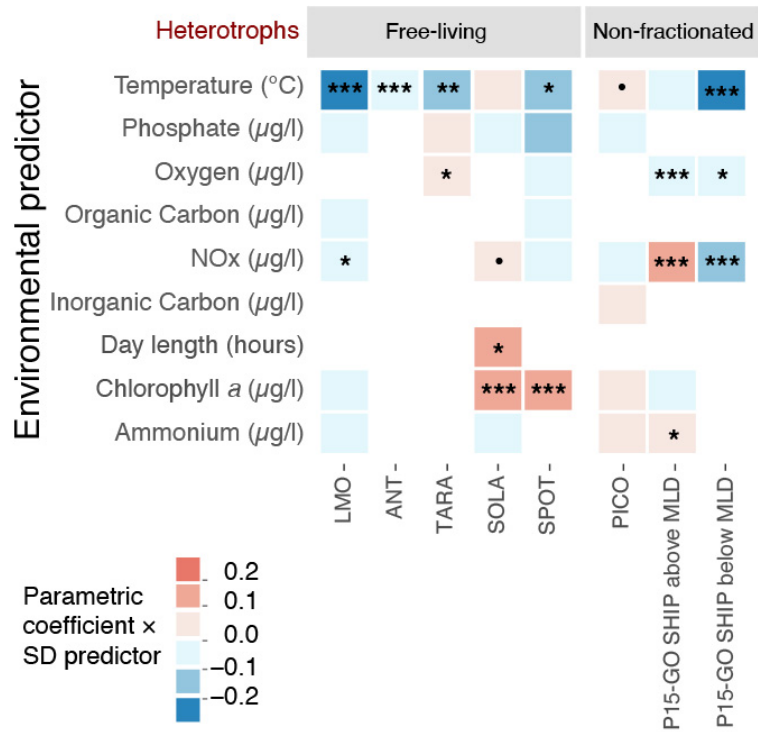 Heterotrophs Free-living Non-fractionated
Environmental predictor
Temperature (°C) *** *** ** * • ***
Phosphate (µg/l)
Oxygen (µg/l) * *** *
Organic Carbon (µg/l)
NOx (µg/l) * • *** ***
Inorganic Carbon (µg/l)
Day length (hours) *
Chlorophyll a (µg/l) *** ***
Ammonium (µg/l) *
LMO
ANT
TARA
SOLA
SPOT
PICO
P15-GO SHIP above MLD
P15-GO SHIP below MLD
Parametric
coefficient ×
SD predictor
0.2
0.1
0.0
−0.1
−0.2